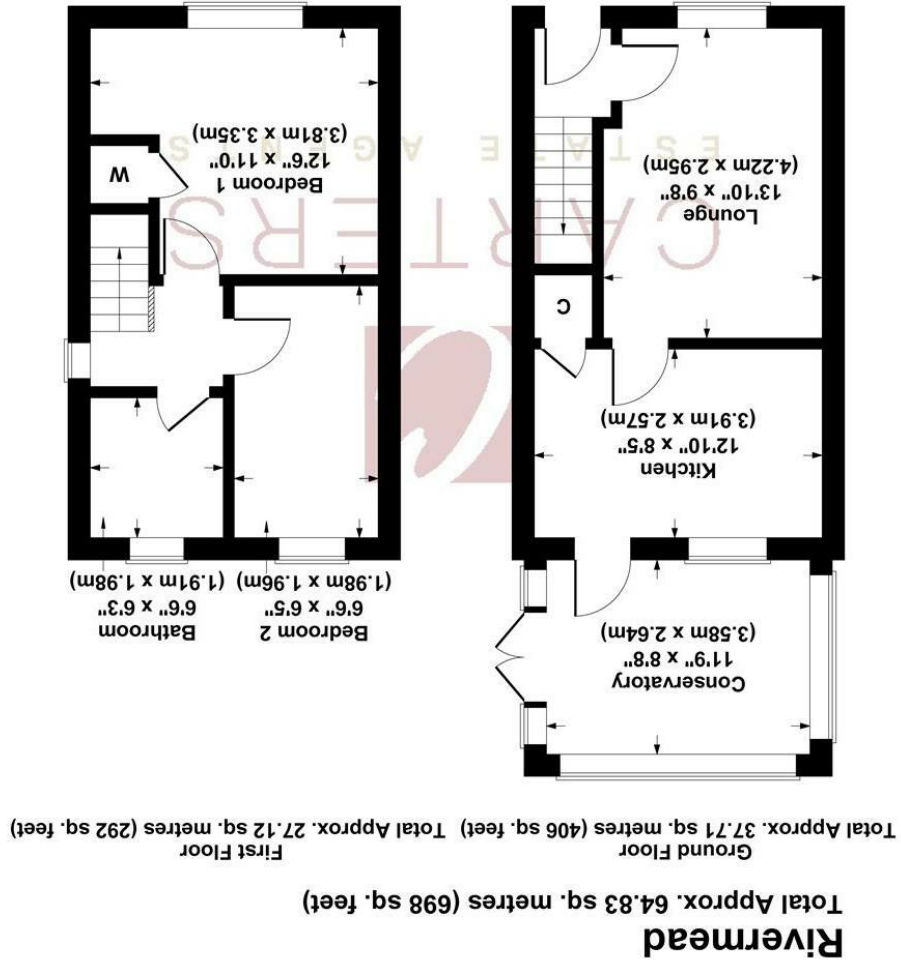 Rivermead
Total Approx. 64.83 sq. metres (698 sq. feet)
Ground Floor
Total Approx. 37.71 sq. metres (406 sq. feet)
First Floor
Total Approx. 27.12 sq. metres (292 sq. feet)
Conservatory
11'9" x 8'8"
(3.58m x 2.64m)
Kitchen
12'10" x 8'5"
(3.91m x 2.57m)
C
Lounge
13'10" x 9'8"
(4.22m x 2.95m)
Bedroom 2
6'6" x 6'5"
(1.98m x 1.96m)
Bathroom
6'6" x 6'3"
(1.91m x 1.98m)
Bedroom 1
12'6" x 11'0"
(3.81m x 3.35m)
W
CARTERS
ESTATE AGENTS